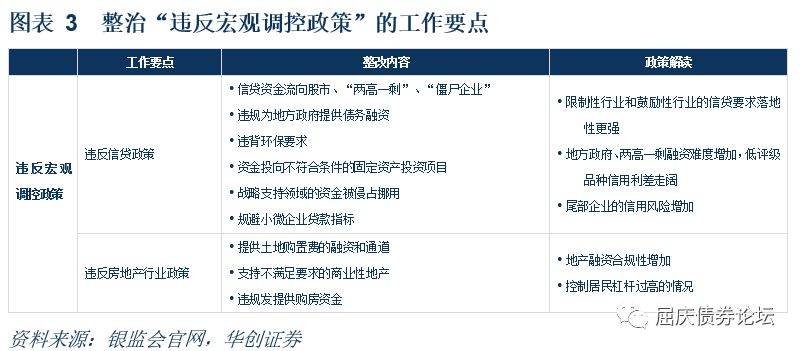 图表 3 整治“违反宏观调控政策”的工作要点
工作要点 整改内容 政策解读
违反宏观
调控政策
违反信贷政策
•信贷资金流向股市、“两高一剩”、“僵尸企业”
•违规为地方政府提供债务融资
•违背环保要求
•资金投向不符合条件的固定资产投资项目
•战略支持领域的资金被侵占挪用
•规避小微企业贷款指标
•限制性行业和鼓励性行业的信贷要求落地
性更强
•地方政府、两高一剩融资难度增加,低评级
品种信用利差走阔
•尾部企业的信用风险增加
违反房地产行业政策
•提供土地购置费的融资和通道
•支持不满足要求的商业性地产
•违规发提供购房资金
•地产融资合规性增加
•控制居民杠杆过高的情况
屈庆债券论坛
资料来源：银监会官网，华创证券